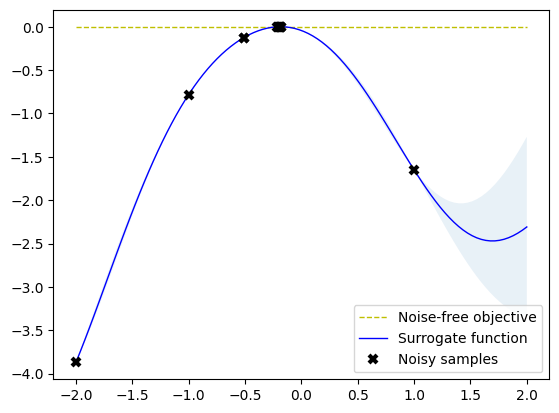 0.0
−0.5
−1.0
−1.5
−2.0
−2.5
−3.0
−3.5
−4.0
Noise-free objective
Surrogate function
Noisy samples
−2.0 −1.5 −1.0 −0.5 0.0 0.5 1.0 1.5 2.0